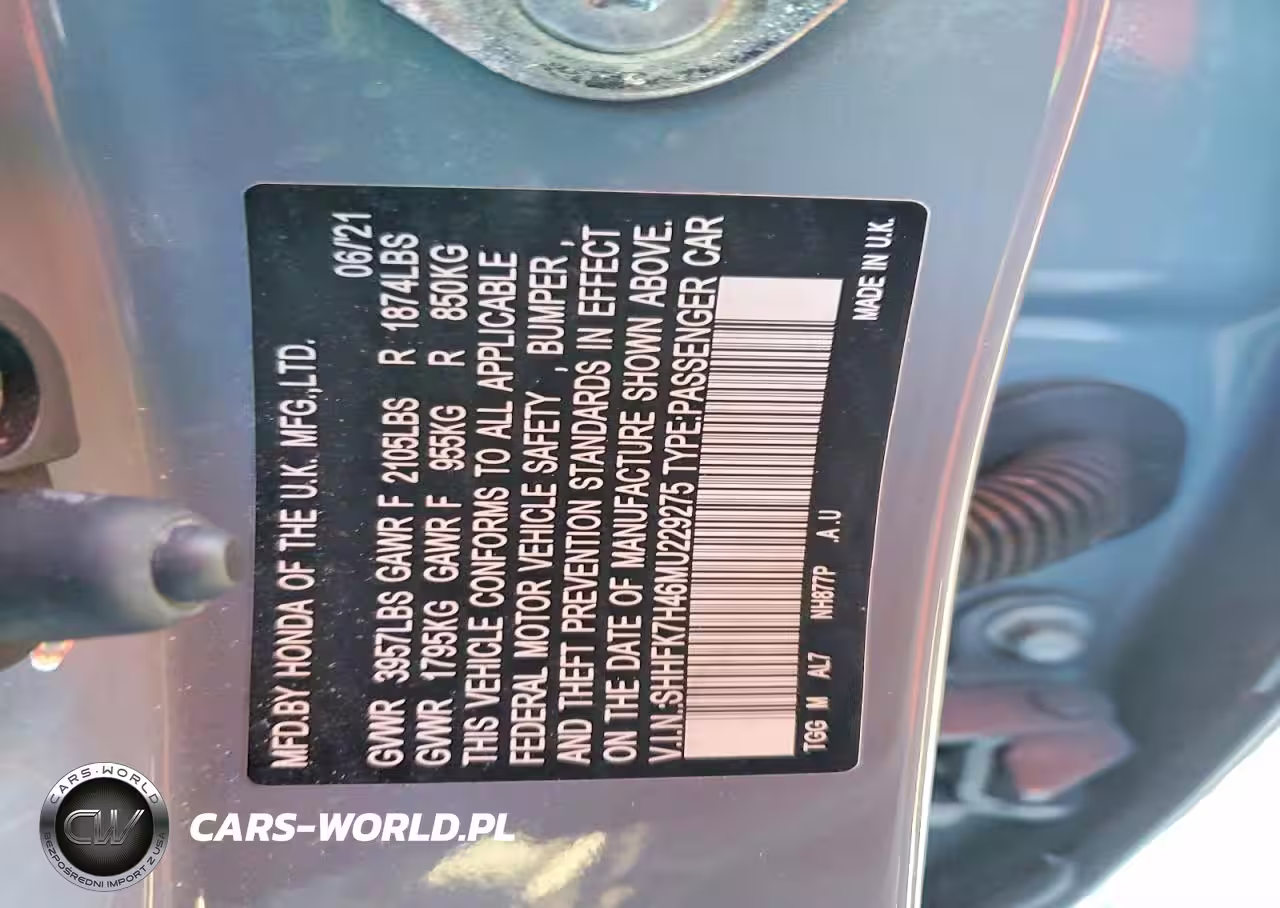 MFD.BY HONDA OF THE U.K. MFG.,LTD.
06/'21
GVWR 3957LBS GAWR F 2105LBS R 1874LBS
GVWR 1795KG GAWR F 955KG R 850KG
THIS VEHICLE CONFORMS TO ALL APPLICABLE
FEDERAL MOTOR VEHICLE SAFETY , BUMPER ,
AND THEFT PREVENTION STANDARDS IN EFFECT
ON THE DATE OF MANUFACTURE SHOWN ABOVE.
V.I.N.:SHHFK7H46MU229275 TYPE:PASSENGER CAR
TGG M AL7 NH877P .A.U
MADE IN U.K.
CARS-WORLD
CW
BEZPOŚREDNI IMPORT Z USA
CARS-WORLD.PL